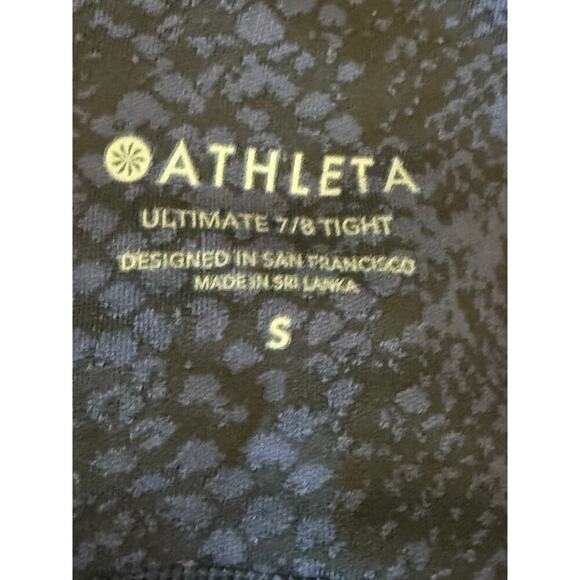 ATHLETA
ULTIMATE 7/8 TIGHT
DESIGNED IN SAN FRANCISCO
MADE IN SRI LANKA
S